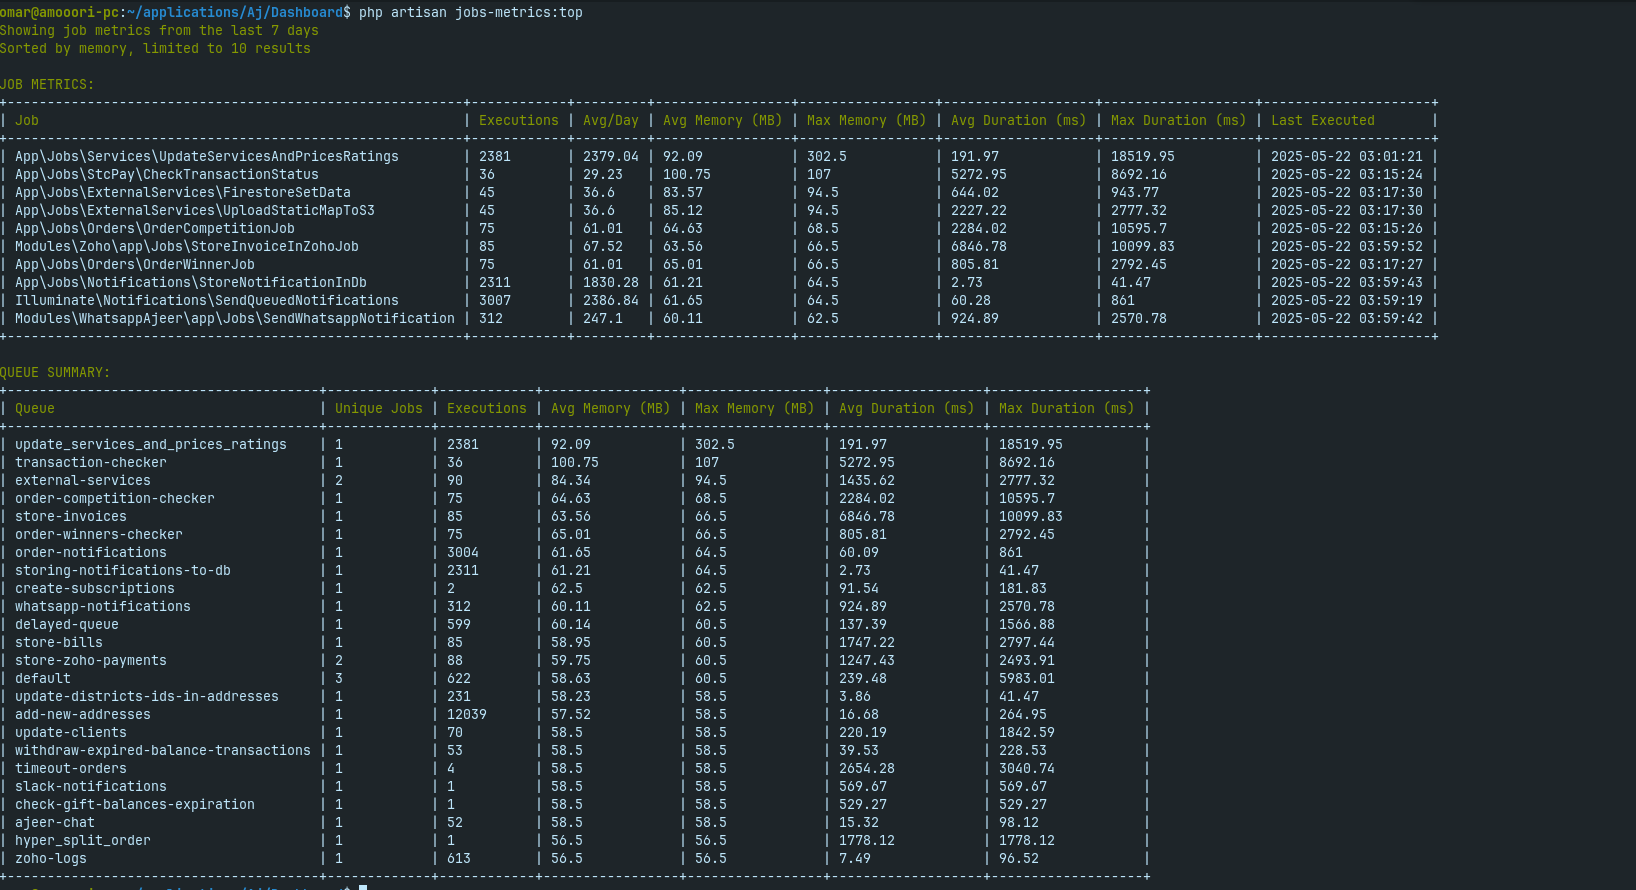 omar@amooori-pc:~/applications/Aj/Dashboard$ php artisan jobs-metrics:top
Showing job metrics from the last 7 days
Sorted by memory, limited to 10 results
JOB METRICS:
| Job | Executions | Avg/Day | Avg Memory (MB) | Max Memory (MB) | Avg Duration (ms) | Max Duration (ms) | Last Executed |
| App\Jobs\Services\UpdateServicesAndPricesRatings | 2381 | 2379.04 | 92.09 | 302.5 | 191.97 | 18519.95 | 2025-05-22 03:01:21 |
| App\Jobs\StcPay\CheckTransactionStatus | 36 | 29.23 | 100.75 | 107 | 5272.95 | 8692.16 | 2025-05-22 03:15:24 |
| App\Jobs\ExternalServices\FirestoreSetData | 45 | 36.6 | 83.57 | 94.5 | 644.02 | 943.77 | 2025-05-22 03:17:30 |
| App\Jobs\ExternalServices\UploadStaticMapToS3 | 45 | 36.6 | 85.12 | 94.5 | 2227.22 | 2777.32 | 2025-05-22 03:17:30 |
| App\Jobs\Orders\OrderCompetitionJob | 75 | 61.01 | 64.63 | 68.5 | 2284.02 | 10595.7 | 2025-05-22 03:15:26 |
| Modules\Zoho\app\Jobs\StoreInvoiceInZohoJob | 85 | 67.52 | 63.56 | 66.5 | 6846.78 | 10099.83 | 2025-05-22 03:59:52 |
| App\Jobs\Orders\OrderWinnerJob | 75 | 61.01 | 65.01 | 66.5 | 805.81 | 2792.45 | 2025-05-22 03:17:27 |
| App\Jobs\Notifications\StoreNotificationInDb | 2311 | 1830.28 | 61.21 | 64.5 | 2.73 | 41.47 | 2025-05-22 03:59:43 |
| Illuminate\Notifications\SendQueuedNotifications | 3007 | 2386.84 | 61.65 | 64.5 | 60.28 | 861 | 2025-05-22 03:59:19 |
| Modules\WhatsappAjeer\app\Jobs\SendWhatsappNotification | 312 | 247.1 | 60.11 | 62.5 | 924.89 | 2570.78 | 2025-05-22 03:59:42 |
QUEUE SUMMARY:
| Queue | Unique Jobs | Executions | Avg Memory (MB) | Max Memory (MB) | Avg Duration (ms) | Max Duration (ms) |
| update_services_and_prices_ratings | 1 | 2381 | 92.09 | 302.5 | 191.97 | 18519.95 |
| transaction-checker | 1 | 36 | 100.75 | 107 | 5272.95 | 8692.16 |
| external-services | 2 | 90 | 84.34 | 94.5 | 1435.62 | 2777.32 |
| order-competition-checker | 1 | 75 | 64.63 | 68.5 | 2284.02 | 10595.7 |
| store-invoices | 1 | 85 | 63.56 | 66.5 | 6846.78 | 10099.83 |
| order-winners-checker | 1 | 75 | 65.01 | 66.5 | 805.81 | 2792.45 |
| order-notifications | 1 | 3004 | 61.65 | 64.5 | 60.09 | 861 |
| storing-notifications-to-db | 1 | 2311 | 61.21 | 64.5 | 2.73 | 41.47 |
| create-subscriptions | 1 | 2 | 62.5 | 62.5 | 91.54 | 181.83 |
| whatsapp-notifications | 1 | 312 | 60.11 | 62.5 | 924.89 | 2570.78 |
| delayed-queue | 1 | 599 | 60.14 | 60.5 | 137.39 | 1566.88 |
| store-bills | 1 | 85 | 58.95 | 60.5 | 1747.22 | 2797.44 |
| store-zoho-payments | 2 | 88 | 59.75 | 60.5 | 1247.43 | 2493.91 |
| default | 3 | 622 | 58.63 | 60.5 | 239.48 | 5983.01 |
| update-districts-ids-in-addresses | 1 | 231 | 58.23 | 58.5 | 3.86 | 41.47 |
| add-new-addresses | 1 | 12039 | 57.52 | 58.5 | 16.68 | 264.95 |
| update-clients | 1 | 70 | 58.5 | 58.5 | 220.19 | 1842.59 |
| withdraw-expired-balance-transactions | 1 | 53 | 58.5 | 58.5 | 39.53 | 228.53 |
| timeout-orders | 1 | 4 | 58.5 | 58.5 | 2654.28 | 3040.74 |
| slack-notifications | 1 | 1 | 58.5 | 58.5 | 569.67 | 569.67 |
| check-gift-balances-expiration | 1 | 1 | 58.5 | 58.5 | 529.27 | 529.27 |
| ajeer-chat | 1 | 52 | 58.5 | 58.5 | 15.32 | 98.12 |
| hyper_split_order | 1 | 1 | 56.5 | 56.5 | 1778.12 | 1778.12 |
| zoho-logs | 1 | 613 | 56.5 | 56.5 | 7.49 | 96.52 |